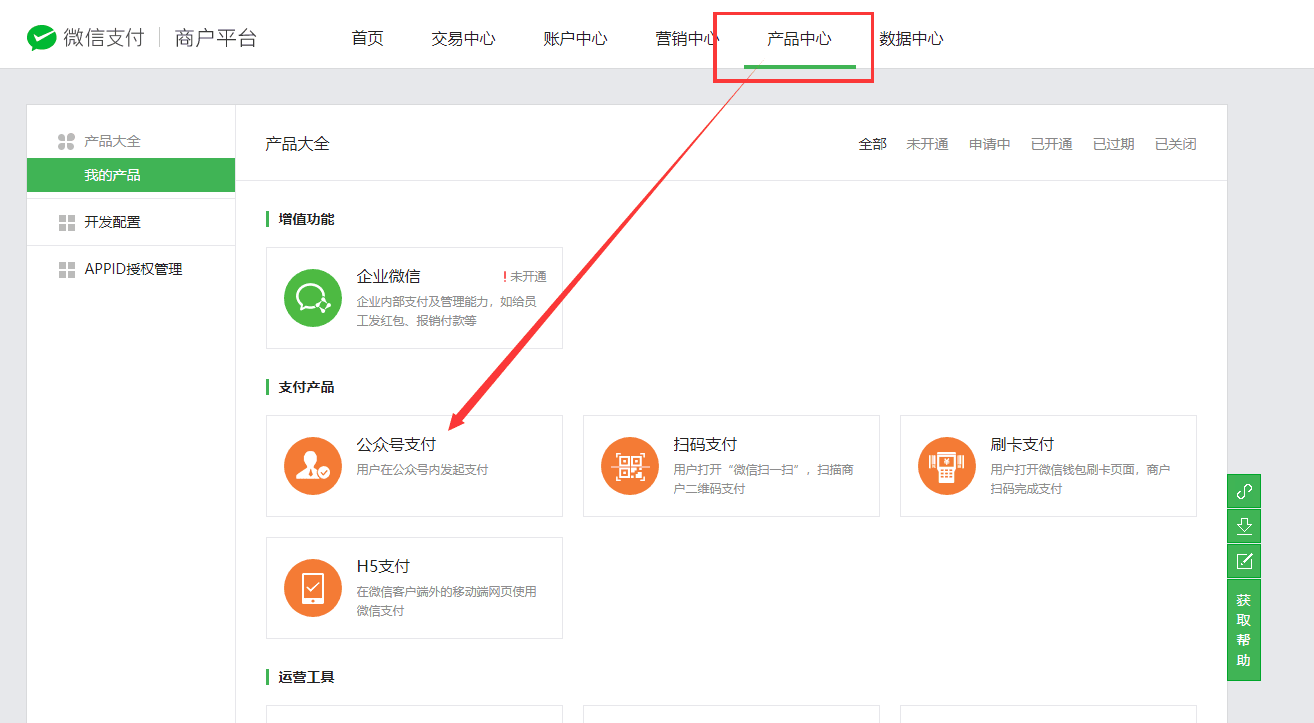 微信支付 商户平台 首页 交易中心 账户中心 营销中心 产品中心 数据中心
产品大全
我的产品
开发配置
APPID授权管理
产品大全 全部 未开通 申请中 已开通 已过期 已关闭
增值功能
企业微信 !未开通
企业内部支付及管理能力，如给员
工发红包、报销付款等
支付产品
公众号支付
用户在公众号内发起支付
扫码支付
用户打开“微信扫一扫”，扫描商
户二维码支付
刷卡支付
用户打开微信钱包刷卡页面，商户
扫码完成支付
H5支付
在微信客户端外的移动端网页使用
微信支付
运营工具
获
取
帮
助